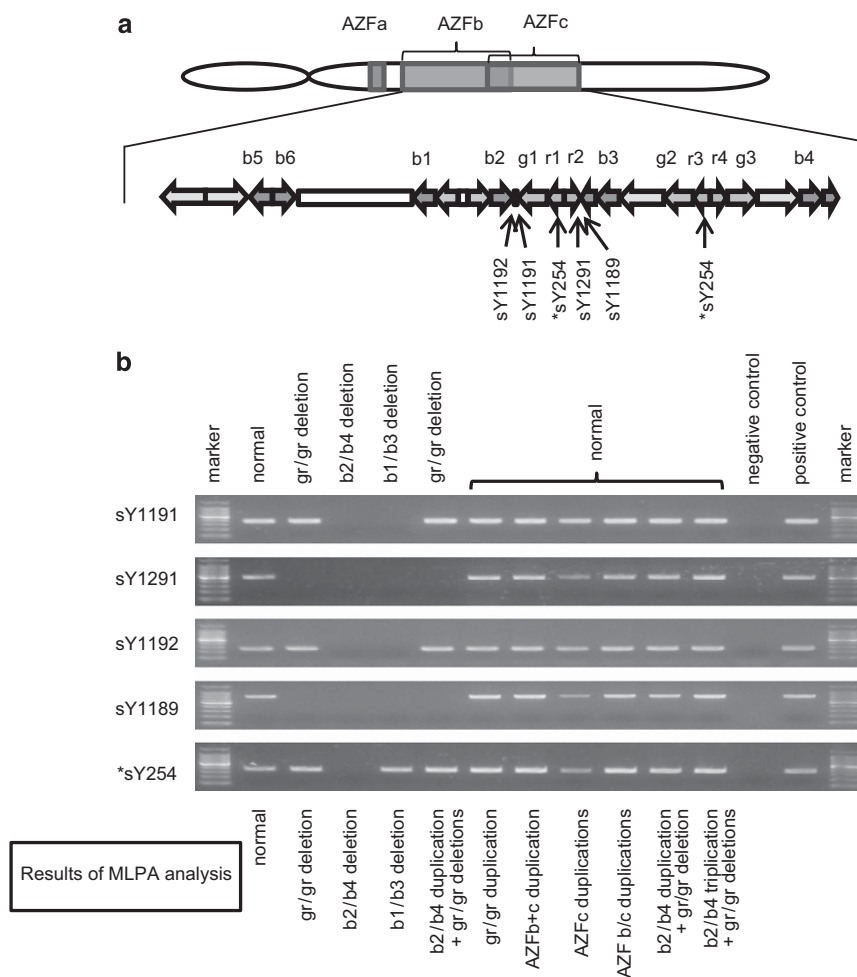 a
AZFa
AZFb
AZFc
b5
b6
b1
b2
g1
r1
r2
b3
g2
r3
r4
g3
b4
sY1192
sY1191
*sY254
sY1291
sY1189
*sY254
b
marker
normal
gr/gr deletion
b2/b4 deletion
b1/b3 deletion
gr/gr deletion
normal
negative control
positive control
marker
sY1191
sY1291
sY1192
sY1189
*sY254
Results of MLPA analysis
normal
gr/gr deletion
b2/b4 deletion
b1/b3 deletion
b2/b4 duplication
+ gr/gr deletions
gr/gr duplication
AZFb+c duplication
AZFc duplications
AZF b/c duplications
b2/b4 duplication
+ gr/gr deletion
b2/b4 triplication
+ gr/gr deletions